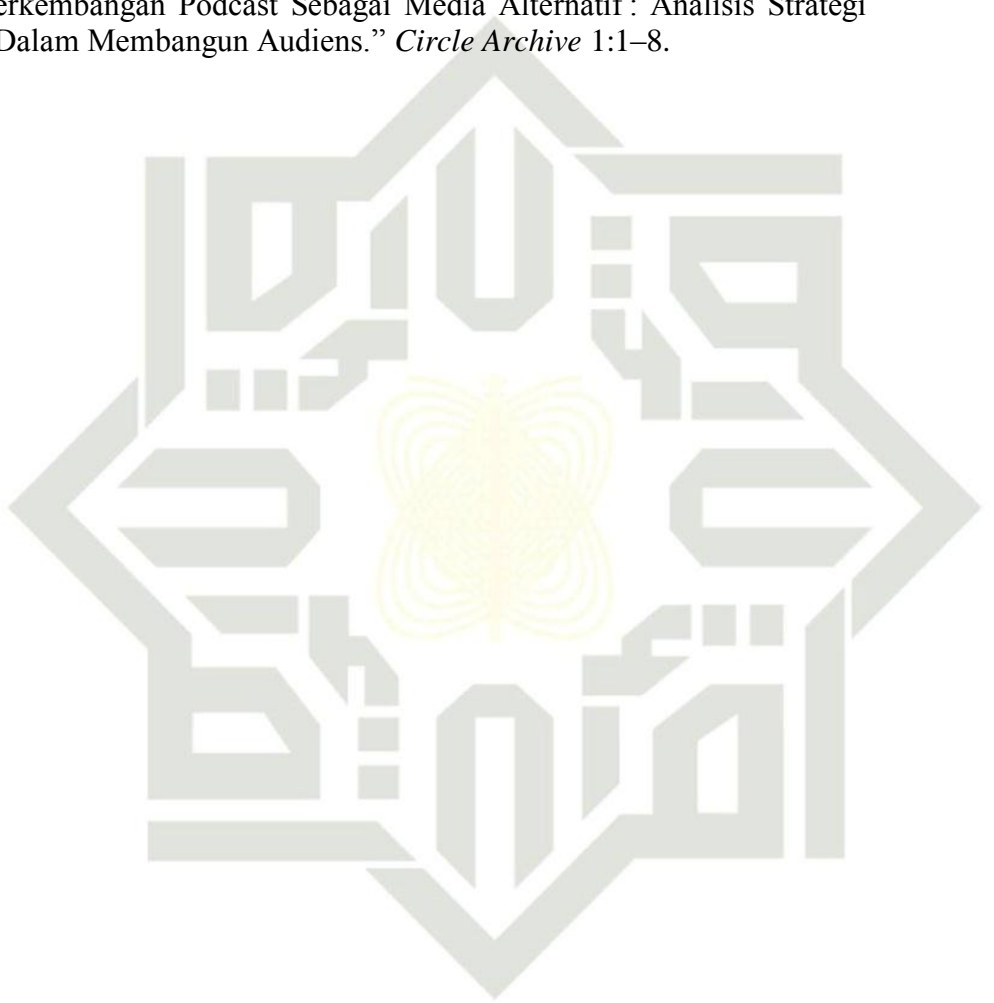 erkembangan Podcast Sebagai Media Alternatif : Analisis Strategi
Dalam Membangun Audiens.” Circle Archive 1:1–8.